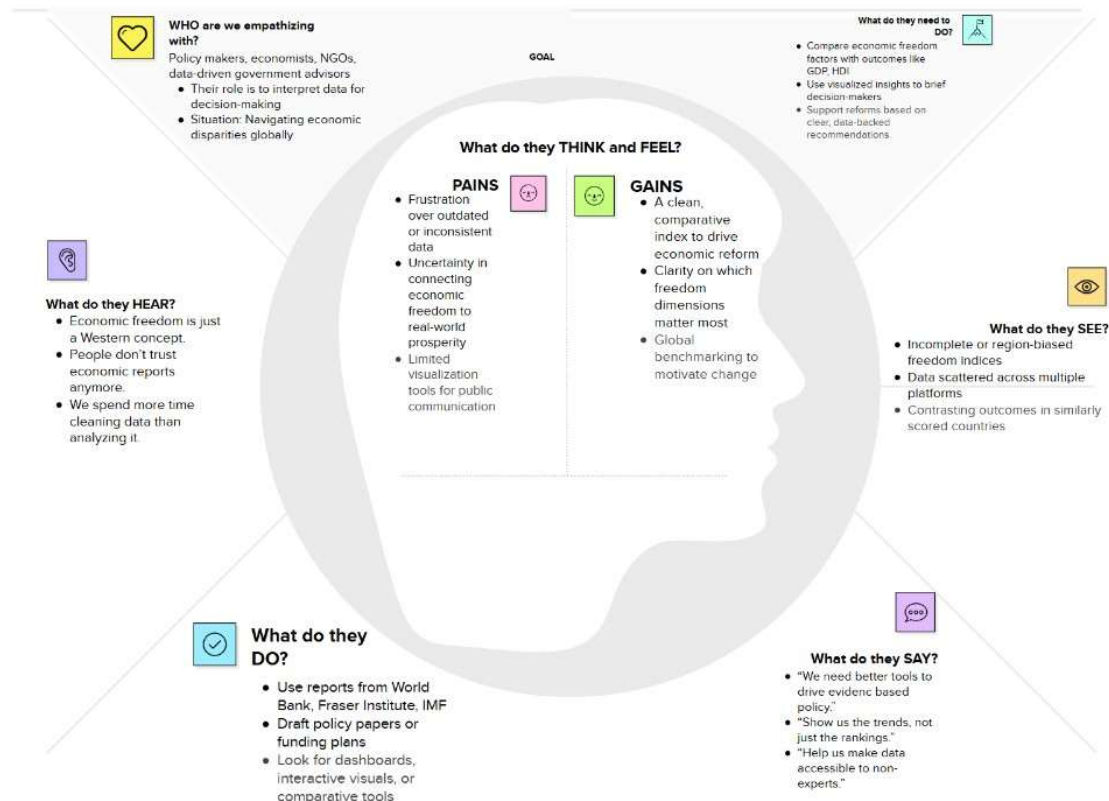 WHO are we empathizing
with?
Policy makers, economists, NGOs,
data-driven government advisors
• Their role is to interpret data for
decision-making
• Situation: Navigating economic
disparities globally
GOAL
What do they need to
DO?
• Compare economic freedom
factors with outcomes like
GDP, HDI
• Use visualized insights to brief
decision-makers
• Support reforms based on
clear, data-backed
recommendations.
What do they THINK and FEEL?
PAINS
• Frustration
over outdated
or inconsistent
data
• Uncertainty in
connecting
economic
freedom to
real-world
prosperity
• Limited
visualization
tools for public
communication
GAINS
• A clean,
comparative
index to drive
economic reform
• Clarity on which
freedom
dimensions
matter most
• Global
benchmarking to
motivate change
What do they HEAR?
• Economic freedom is just
a Western concept.
• People don't trust
economic reports
anymore.
• We spend more time
cleaning data than
analyzing it.
What do they SEE?
• Incomplete or region-biased
freedom indices
• Data scattered across multiple
platforms
• Contrasting outcomes in similarly
scored countries
What do they
DO?
• Use reports from World
Bank, Fraser Institute, IMF
• Draft policy papers or
funding plans
• Look for dashboards,
interactive visuals, or
comparative tools
What do they SAY?
• "We need better tools to
drive evidenc based
policy."
• "Show us the trends, not
just the rankings."
• "Help us make data
accessible to non-
experts."